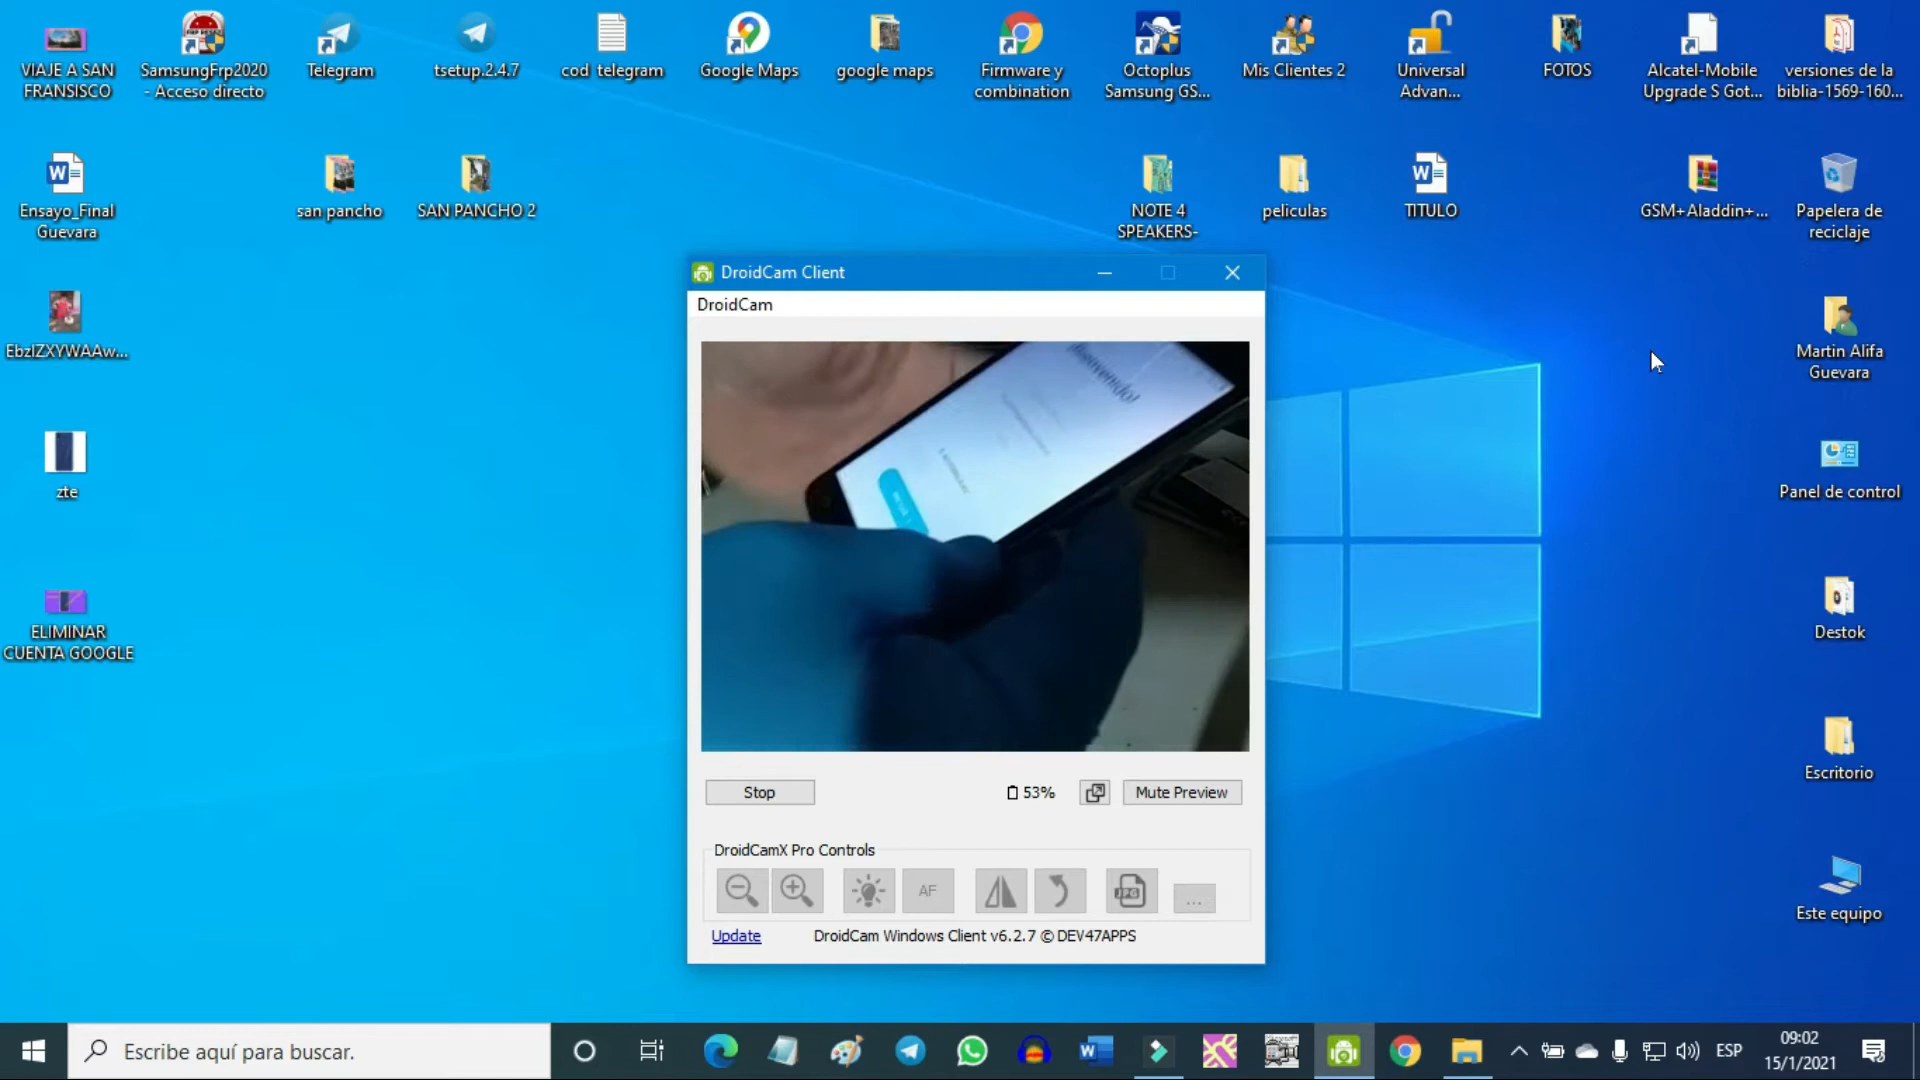 VIAJE A SAN
FRANSISCO
SamsungFrp2020
- Acceso directo
Telegram
tsetup.2.4.7
cod telegram
Google Maps
google maps
Firmware y
combination
Octoplus
Samsung GS...
Mis Clientes 2
Universal
Advan...
FOTOS
Alcatel-Mobile
Upgrade S Got...
versiones de la
biblia-1569-160...
Ensayo_Final
Guevara
san pancho
SAN PANCHO 2
NOTE 4
SPEAKERS-
peliculas
TITULO
GSM+Aladdin+...
Papelera de
reciclaje
DroidCam Client
DroidCam
EbzIZXYWAAw...
Martin Alifa
Guevara
¡Bienvenido!
zte
Panel de control
ELIMINAR
CUENTA GOOGLE
Destok
Escritorio
Stop
53%
Mute Preview
DroidCamX Pro Controls
AF
JPG
...
Este equipo
Update
DroidCam Windows Client v6.2.7 © DEV47APPS
Escribe aquí para buscar.
ESP
09:02
15/1/2021